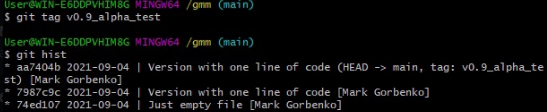 User@WIN-E6DDPVHIM8G MINGW64 /gmm (main)
$ git tag v0.9_alpha_test
User@WIN-E6DDPVHIM8G MINGW64 /gmm (main)
$ git hist
* aa7404b 2021-09-04 | Version with one line of code (HEAD -> main, tag: v0.9_alpha_te
st) [Mark Gorbenko]
* 7987c9c 2021-09-04 | Version with one line of code [Mark Gorbenko]
* 74ed107 2021-09-04 | Just empty file [Mark Gorbenko]